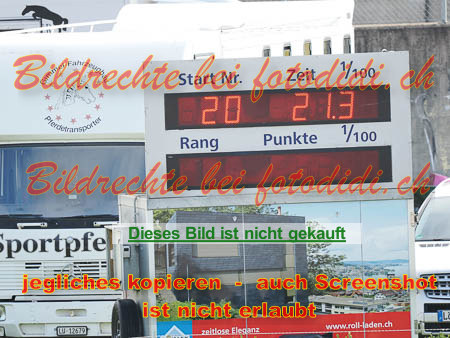 Bildrechte bei fotodidi.ch
Start Nr. Zeit 1/100
20 21.3
Pferdetransporter
Rang Punkte 1/100
Bildrechte bei fotodidi.ch
Dieses Bild ist nicht gekauft
Sportpfe
jegliches kopieren - auch Screenshot
ist nicht erlaubt
LU·12679
zeitlose Eleganz
www.roll-laden.ch